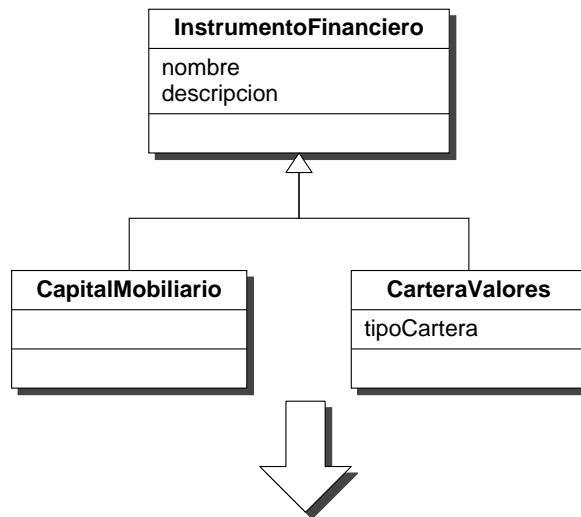 InstrumentoFinanciero
nombre
descripcion
CapitalMobiliario
CarteraValores
tipoCartera